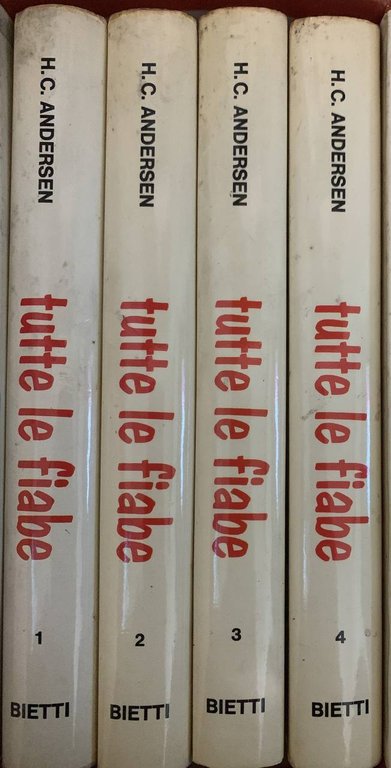 H.C. ANDERSEN
tutte le fiabe
1
BIETTI
H.C. ANDERSEN
tutte le fiabe
2
BIETTI
H.C. ANDERSEN
tutte le fiabe
3
BIETTI
H.C. ANDERSEN
tutte le fiabe
4
BIETTI